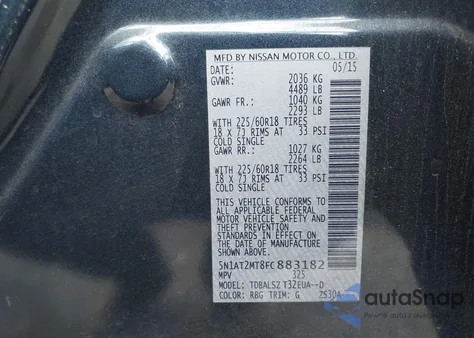 MFD BY NISSAN MOTOR CO., LTD.
DATE: 05/15
GVWR: 2036 KG
4489 LB
GAWR FR.: 1040 KG
2293 LB
WITH 225/60R18 TIRES
18 X 7J RIMS AT 33 PSI
COLD SINGLE
GAWR RR.: 1027 KG
2264 LB
WITH 225/60R18 TIRES
18 X 7J RIMS AT 33 PSI
COLD SINGLE
THIS VEHICLE CONFORMS TO
ALL APPLICABLE FEDERAL
MOTOR VEHICLE SAFETY
AND THEFT PREVENTION
STANDARDS IN EFFECT ON
THE DATE OF MANUFACTURE
SHOWN ABOVE.
5N1AT2MT8FC883182
MPV 325
MODEL: TDBALSZ T32EUA--D
COLOR: RBG TRIM: G ZS30A
autoSnap